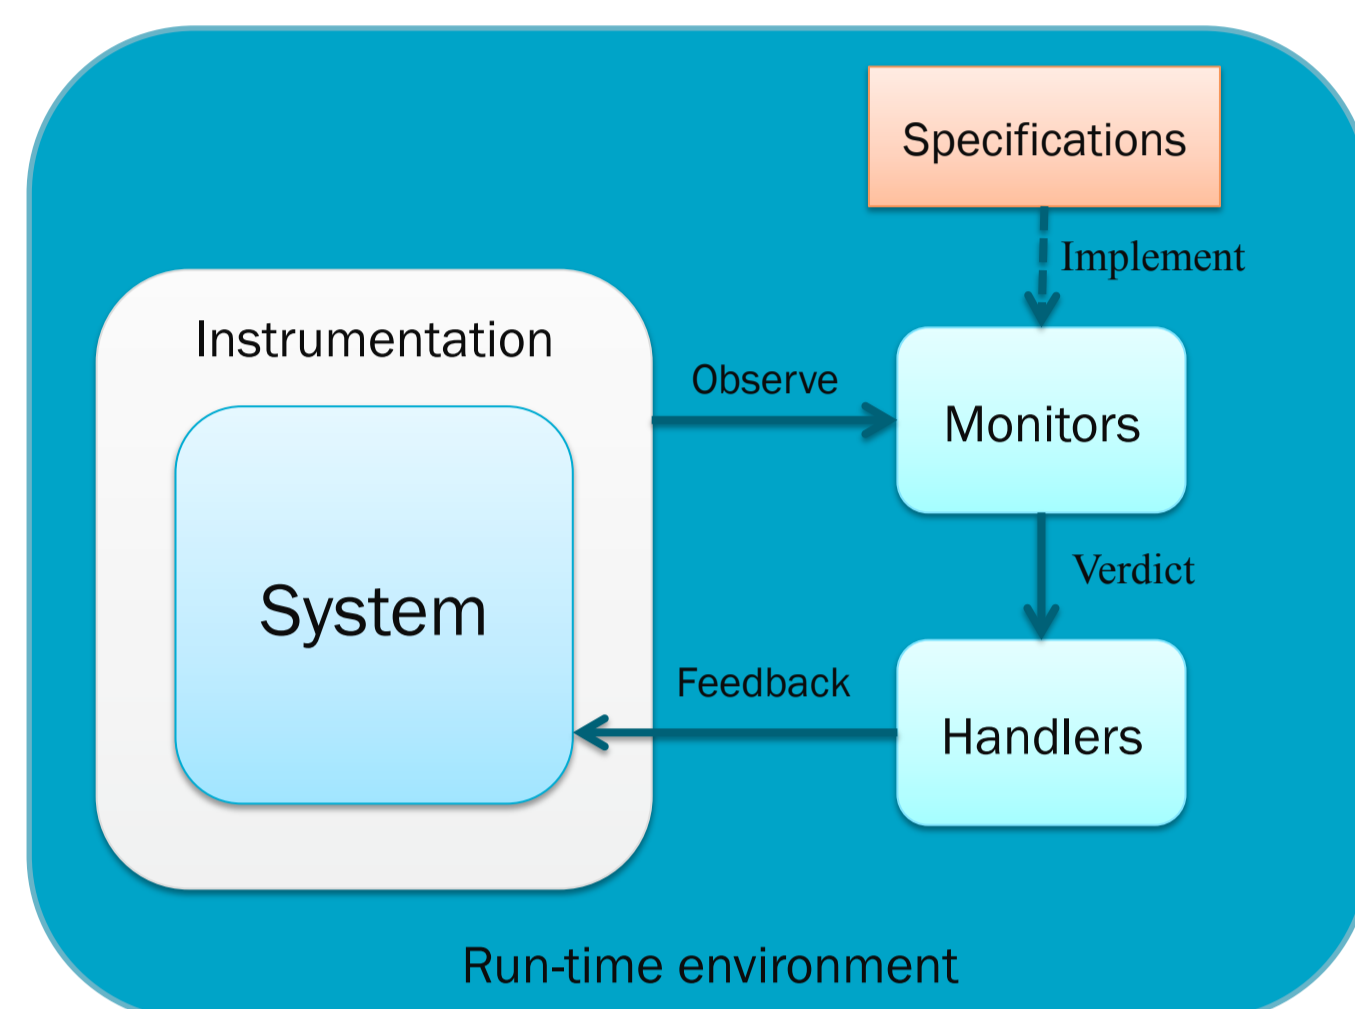 Specifications
Implement
Instrumentation
Observe
Monitors
System
Verdict
Feedback
Handlers
Run-time environment